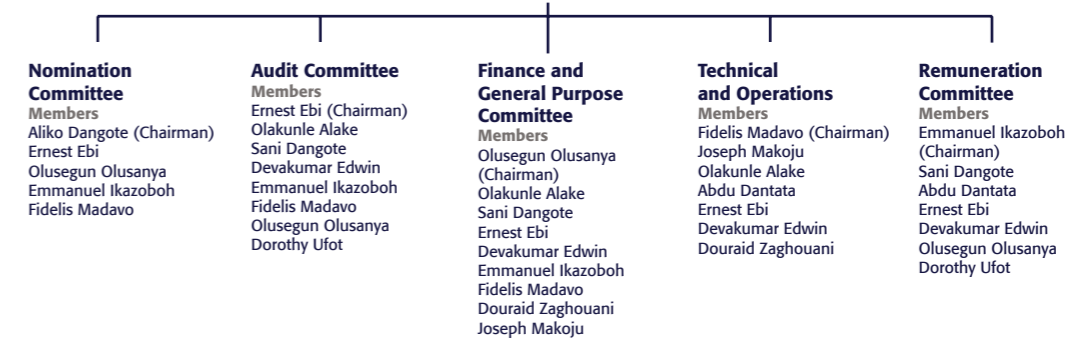 Nomination
Committee
Members
Aliko Dangote (Chairman)
Ernest Ebi
Olusegun Olusanya
Emmanuel Ikazoboh
Fidelis Madavo
Audit Committee
Members
Ernest Ebi (Chairman)
Olakunle Alake
Sani Dangote
Devakumar Edwin
Emmanuel Ikazoboh
Fidelis Madavo
Olusegun Olusanya
Dorothy Ufot
Finance and
General Purpose
Committee
Members
Olusegun Olusanya
(Chairman)
Olakunle Alake
Sani Dangote
Ernest Ebi
Devakumar Edwin
Emmanuel Ikazoboh
Fidelis Madavo
Douraid Zaghouani
Joseph Makoju
Technical
and Operations
Members
Fidelis Madavo (Chairman)
Joseph Makoju
Olakunle Alake
Abdu Dantata
Ernest Ebi
Devakumar Edwin
Douraid Zaghouani
Remuneration
Committee
Members
Emmanuel Ikazoboh
(Chairman)
Sani Dangote
Abdu Dantata
Ernest Ebi
Devakumar Edwin
Olusegun Olusanya
Dorothy Ufot